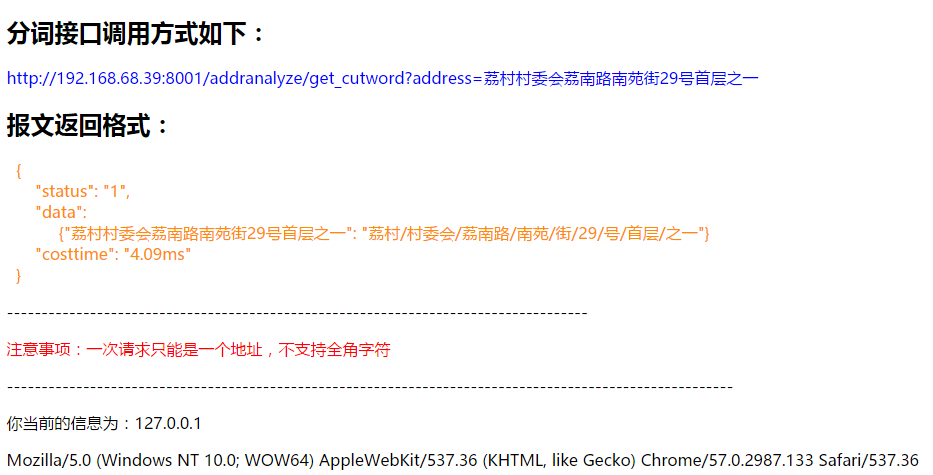 分词接口调用方式如下：
http://192.168.68.39:8001/addranalyze/get_cutword?address=荔村村委会荔南路南苑街29号首层之一
报文返回格式：
{
"status": "1",
"data":
{"荔村村委会荔南路南苑街29号首层之一": "荔村/村委会/荔南路/南苑/街/29/号/首层/之一"}
"costtime": "4.09ms"
}
------------------------------------------------------------------------------------
注意事项：一次请求只能是一个地址，不支持全角字符
---------------------------------------------------------------------------------------------------------
你当前的信息为：127.0.0.1
Mozilla/5.0 (Windows NT 10.0; WOW64) AppleWebKit/537.36 (KHTML, like Gecko) Chrome/57.0.2987.133 Safari/537.36